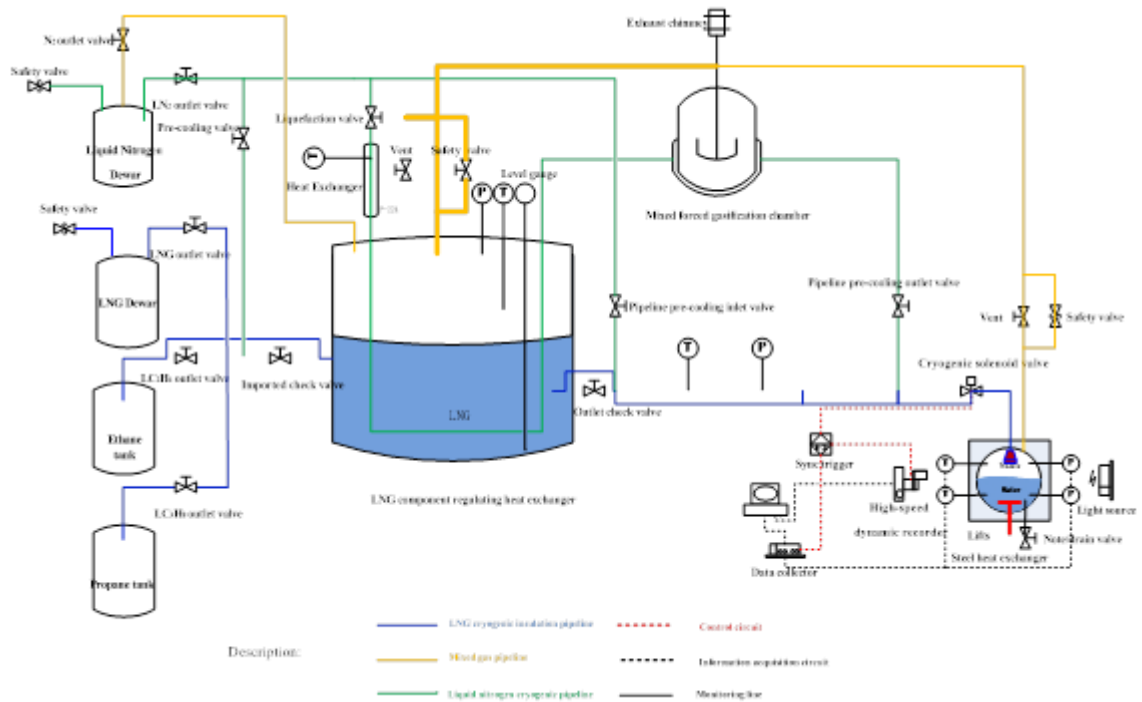 Exhaust chimney
N₂ outlet valve
Safety valve
LN₂ outlet valve
Pre-cooling valve
Liquefaction valve
Liquid Nitrogen
Dewar
Vent
Safety valve
T
Heat Exchanger
Level gauge
P
T
Mixed forced gasification chamber
Safety valve
LNG outlet valve
LNG Dewar
Pipeline pre-cooling inlet valve
Pipeline pre-cooling outlet valve
Vent
Safety valve
T
P
Cryogenic solenoid valve
LC₂H₆ outlet valve
Imported check valve
LNG
Outlet check valve
Ethane
tank
Sync trigger
T
P
Water
T
P
LNG component regulating heat exchanger
High-speed
dynamic recorder
Light source
LC₃H₈ outlet valve
Lifts
Note drain valve
Steel heat exchanger
Data collector
Propane tank
Description:
LNG cryogenic insulation pipeline
Control circuit
Mixed gas pipeline
Information acquisition circuit
Liquid nitrogen cryogenic pipeline
Monitoring line